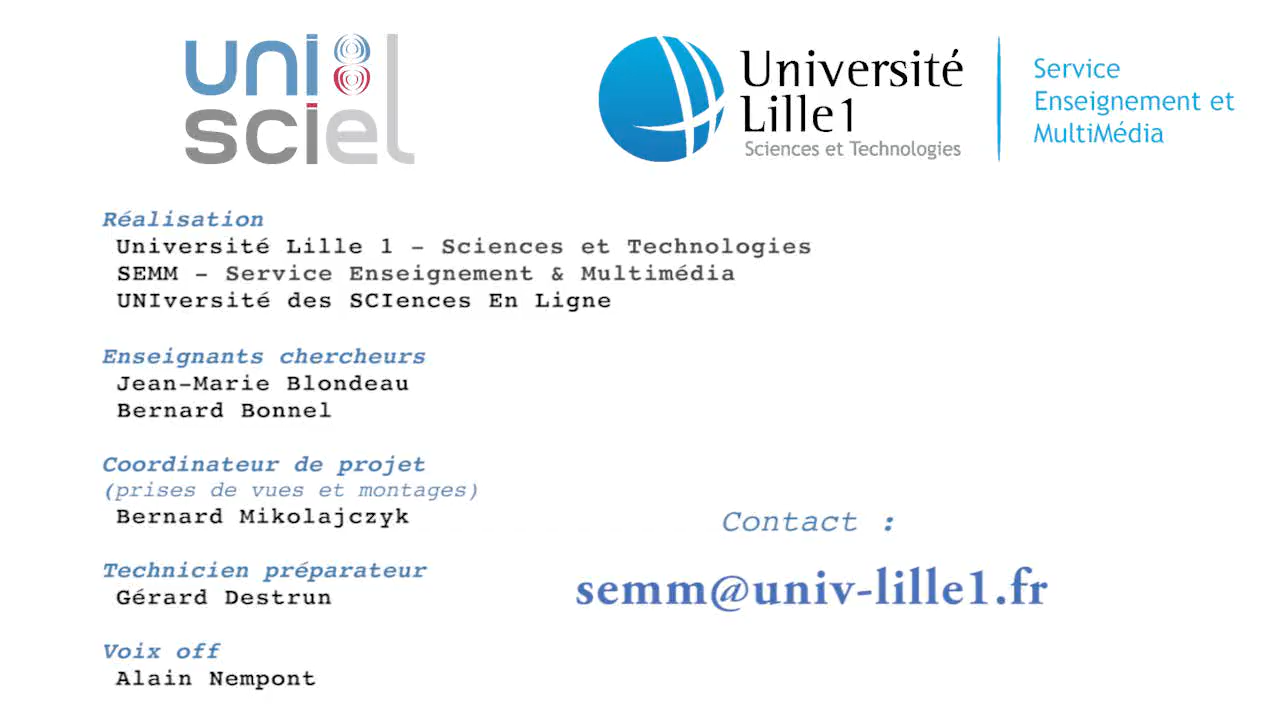 uni
sciel
Université
Lille1
Sciences et Technologies
Service
Enseignement et
MultiMédia
Réalisation
Université Lille 1 - Sciences et Technologies
SEMM - Service Enseignement & Multimédia
UNIversité des SCIences En Ligne
Enseignants chercheurs
Jean-Marie Blondeau
Bernard Bonnel
Coordinateur de projet
(prises de vues et montages)
Bernard Mikolajczyk
Technicien préparateur
Gérard Destrun
Voix off
Alain Nempont
Contact :
semm@univ-lille1.fr